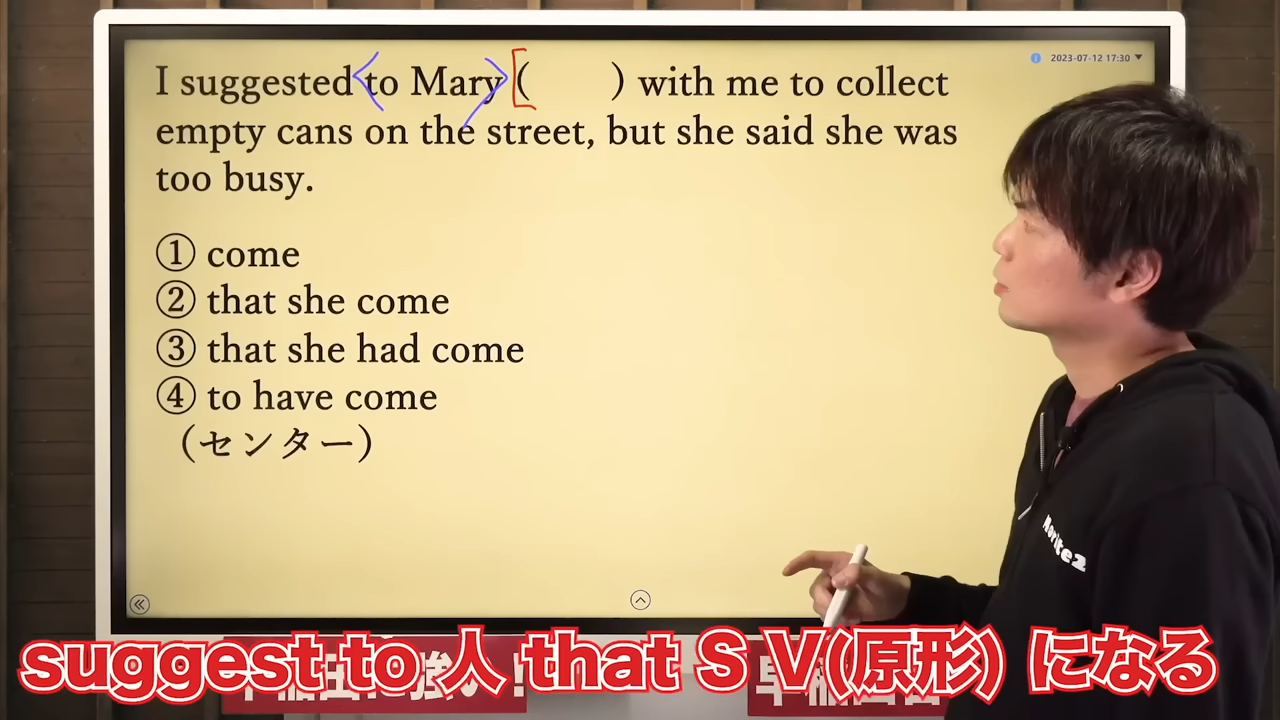 I suggested to Mary ( ) with me to collect
empty cans on the street, but she said she was
too busy.
2023-07-12 17:30
① come
② that she come
③ that she had come
④ to have come
(センター)
Morite2
suggest to 人 that S V(原形) になる